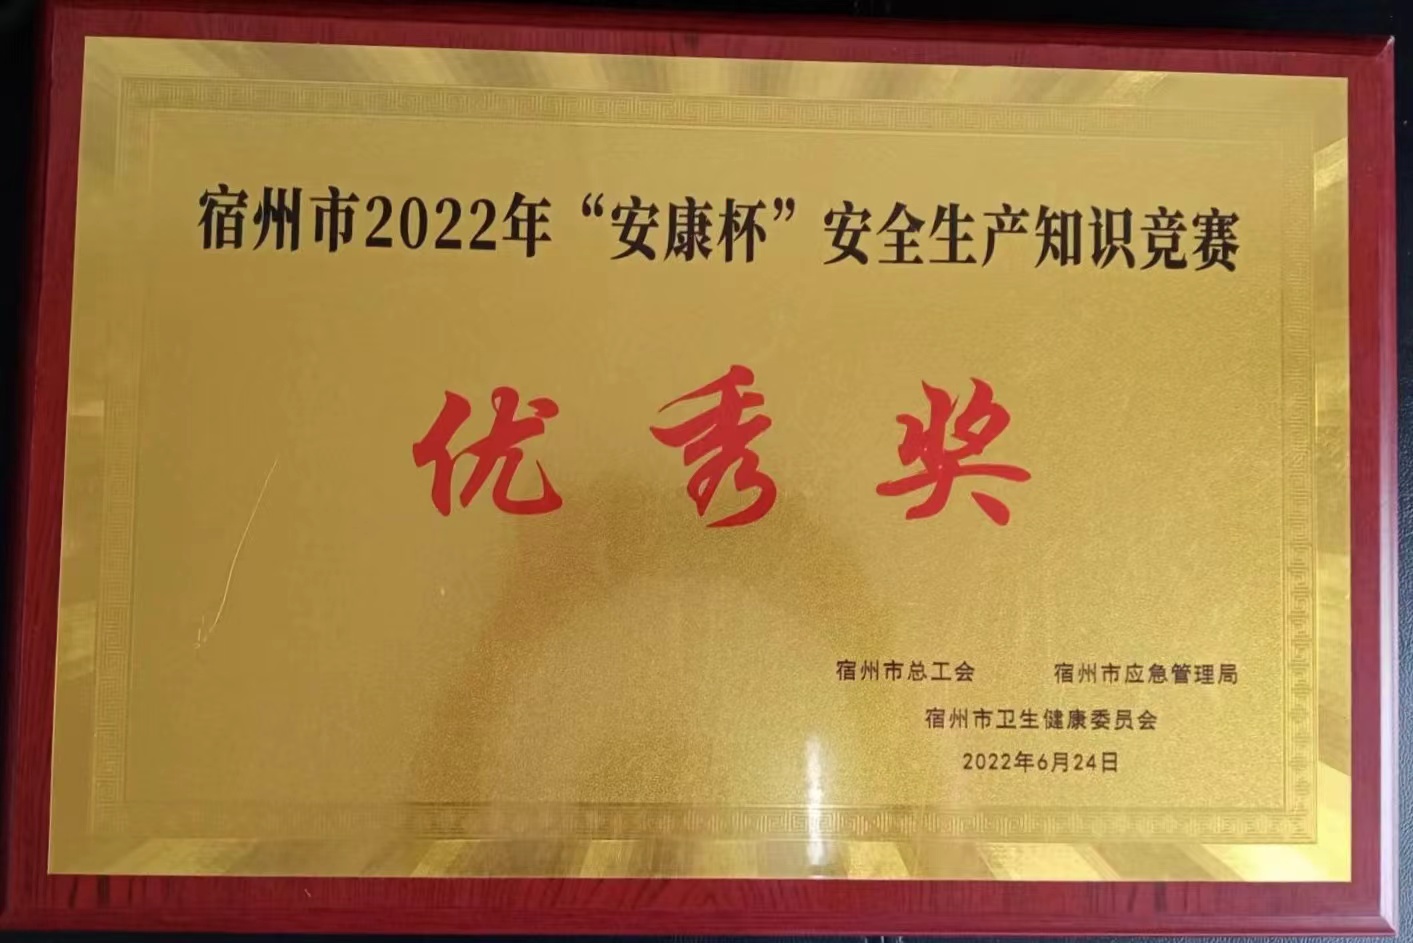 宿州市2022年“安康杯”安全生产知识竞赛
优秀奖
宿州市总工会 宿州市应急管理局
宿州市卫生健康委员会
2022年6月24日